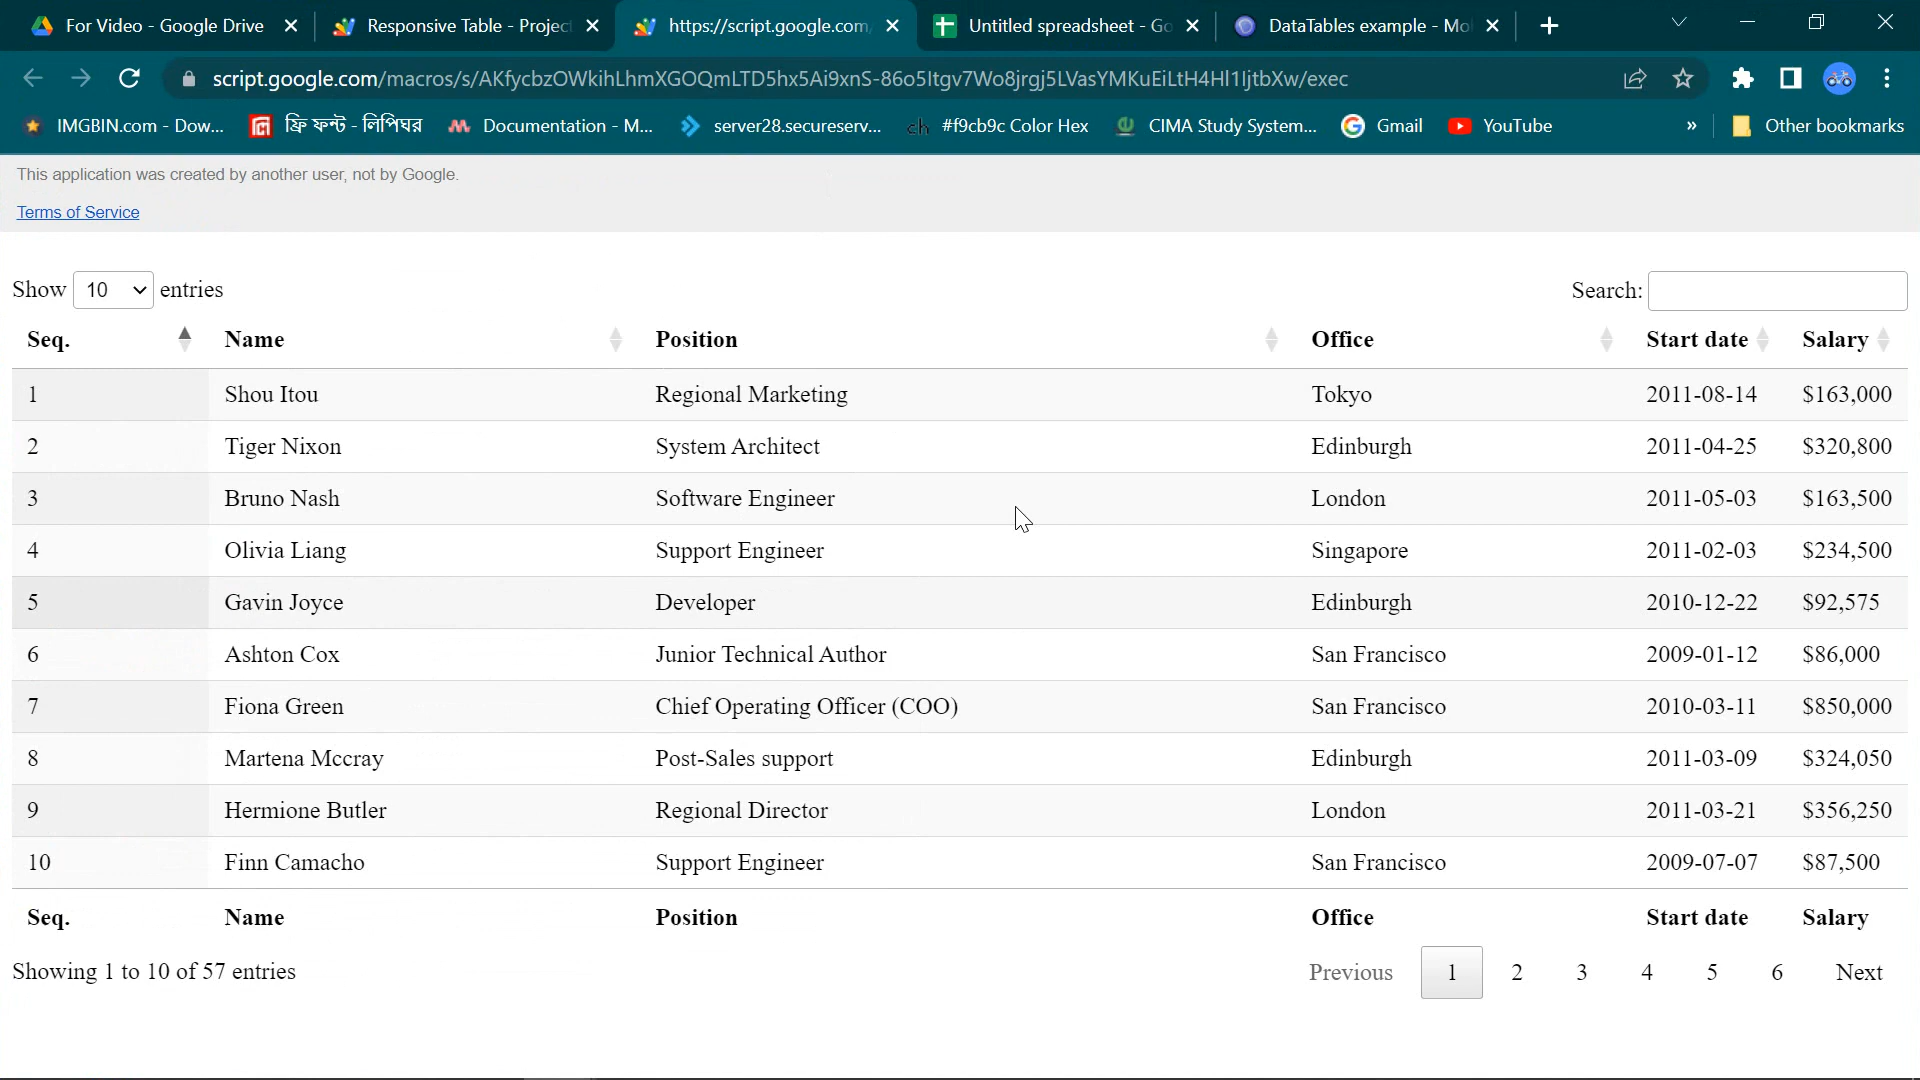 For Video - Google Drive
Responsive Table - Project
https://script.google.com/
Untitled spreadsheet - Go
DataTables example - Mo
script.google.com/macros/s/AKfycbzOWkihLhmXGOQmLTD5hx5Ai9xnS-86o5Itgv7Wo8jrgj5LVasYMKuEiLtH4Hl1IjtbXw/exec
IMGBIN.com - Dow...
ফ্রি ফন্ট - লিপিঘর
Documentation - M...
server28.secureserv...
ch #f9cb9c Color Hex
CIMA Study System...
Gmail
YouTube
»
Other bookmarks
This application was created by another user, not by Google.
Terms of Service
Show 10 entries
Search:
Seq. Name Position Office Start date Salary
1 Shou Itou Regional Marketing Tokyo 2011-08-14 $163,000
2 Tiger Nixon System Architect Edinburgh 2011-04-25 $320,800
3 Bruno Nash Software Engineer London 2011-05-03 $163,500
4 Olivia Liang Support Engineer Singapore 2011-02-03 $234,500
5 Gavin Joyce Developer Edinburgh 2010-12-22 $92,575
6 Ashton Cox Junior Technical Author San Francisco 2009-01-12 $86,000
7 Fiona Green Chief Operating Officer (COO) San Francisco 2010-03-11 $850,000
8 Martena Mccray Post-Sales support Edinburgh 2011-03-09 $324,050
9 Hermione Butler Regional Director London 2011-03-21 $356,250
10 Finn Camacho Support Engineer San Francisco 2009-07-07 $87,500
Seq. Name Position Office Start date Salary
Showing 1 to 10 of 57 entries
Previous 1 2 3 4 5 6 Next